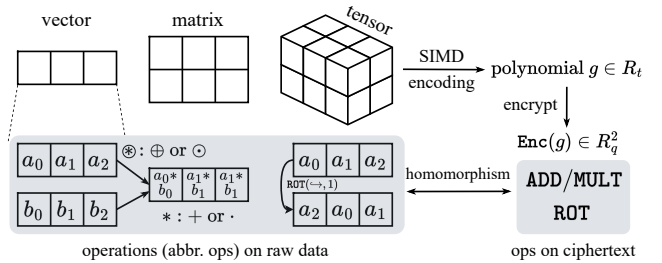 vector
matrix
tensor
SIMD
encoding
polynomial g ∈ R_t
encrypt
Enc(g) ∈ R_q^2
⊛: ⊕ or ⊙
a_0 a_1 a_2
b_0 b_1 b_2
a_0* a_1* a_1*
b_0 b_1 b_1
* : + or ·
a_0 a_1 a_2
ROT(↪,1)
a_2 a_0 a_1
homomorphism
ADD/MULT
ROT
operations (abbr. ops) on raw data
ops on ciphertext